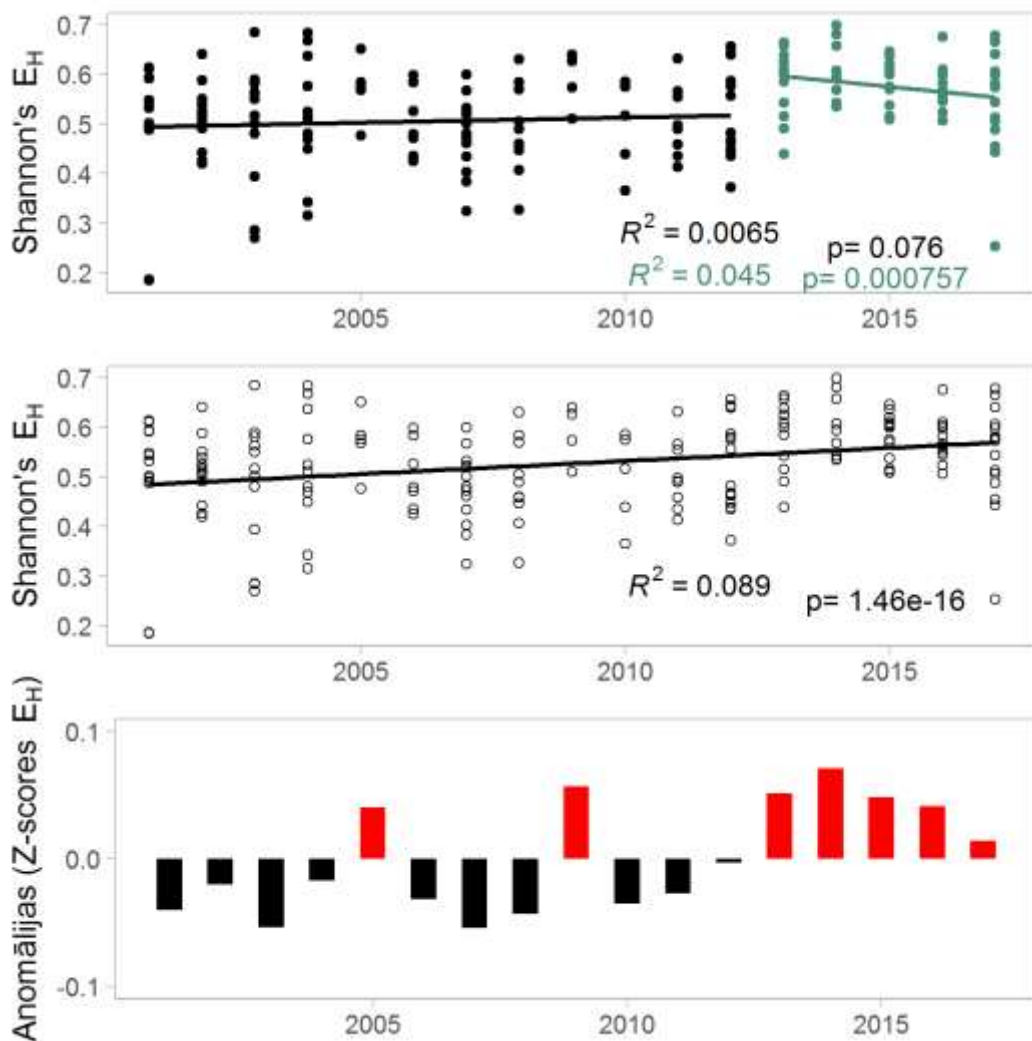 Shannon's E_H
0.7
0.6
0.5
0.4
0.3
0.2
R² = 0.0065
p= 0.076
R² = 0.045
p= 0.000757
2005
2010
2015
Shannon's E_H
0.7
0.6
0.5
0.4
0.3
0.2
R² = 0.089
p= 1.46e-16
2005
2010
2015
Anomālijas (Z-scores E_H)
0.1
0.0
-0.1
2005
2010
2015